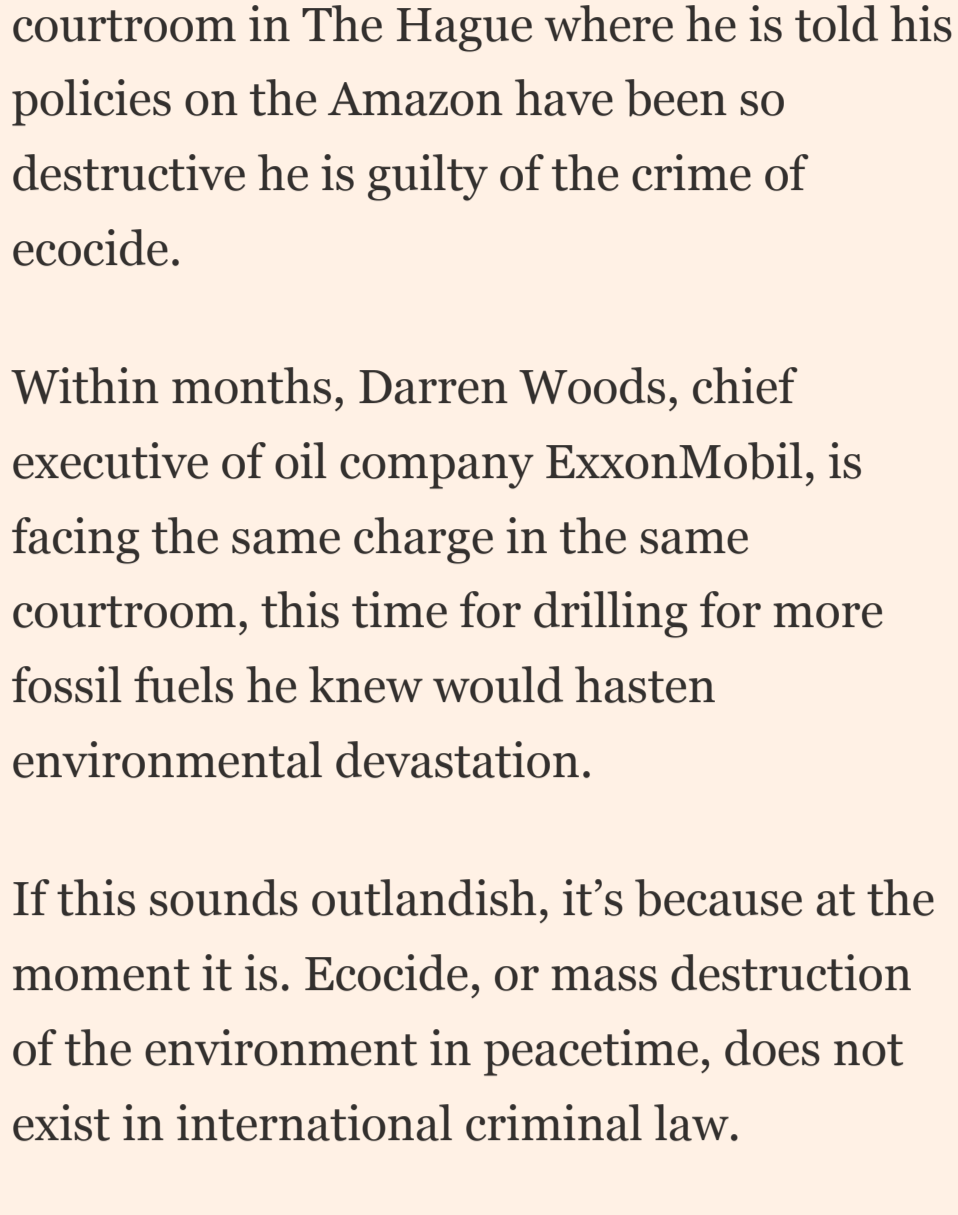 courtroom in The Hague where he is told his
policies on the Amazon have been so
destructive he is guilty of the crime of
ecocide.
Within months, Darren Woods, chief
executive of oil company ExxonMobil, is
facing the same charge in the same
courtroom, this time for drilling for more
fossil fuels he knew would hasten
environmental devastation.
If this sounds outlandish, it’s because at the
moment it is. Ecocide, or mass destruction
of the environment in peacetime, does not
exist in international criminal law.